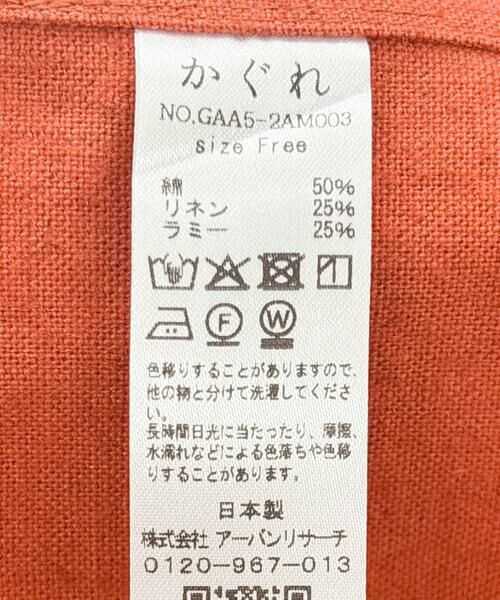 かぐれ
NO.GAA5-2AM003
size Free
綿 50%
リネン 25%
ラミー 25%
F W
色移りすることがありますので、
他の物と分けて洗濯してくださ
い。
長時間日光に当たったり、摩擦、
水濡れなどによる色落ちや色移
りすることがあります。
日本製
株式会社 アーバンリサーチ
0120-967-013